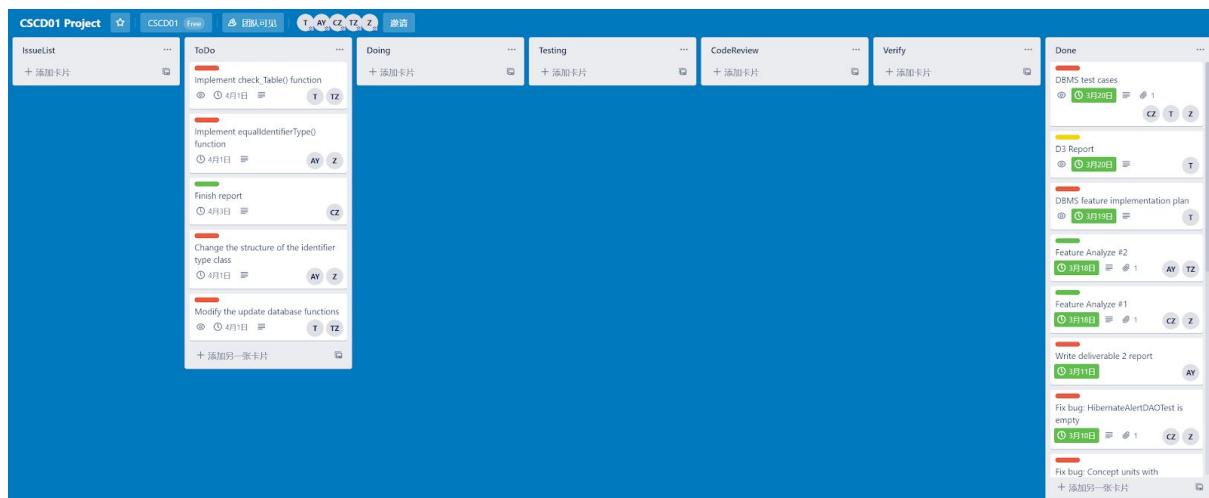 CSCD01 Project CSCD01 Free 团队可见 T AY CZ TZ Z 邀请
IssueList
+ 添加卡片
ToDo
Implement check_Table() function
4月1日 T TZ
Implement equalIdentifierType()
function
4月1日 AY Z
Finish report
4月3日 CZ
Change the structure of the identifier
type class
4月1日 AY Z
Modify the update database functions
4月1日 T TZ
+ 添加另一张卡片
Doing
+ 添加卡片
Testing
+ 添加卡片
CodeReview
+ 添加卡片
Verify
+ 添加卡片
Done
DBMS test cases
3月20日 1
CZ T Z
D3 Report
3月20日 T
DBMS feature implementation plan
3月19日 T
Feature Analyze #2
3月18日 1 AY TZ
Feature Analyze #1
3月18日 1 CZ Z
Write deliverable 2 report
3月11日 AY
Fix bug: HibernateAlertDAOTest is
empty
3月10日 1 CZ Z
Fix bug: Concept units with
+ 添加另一张卡片